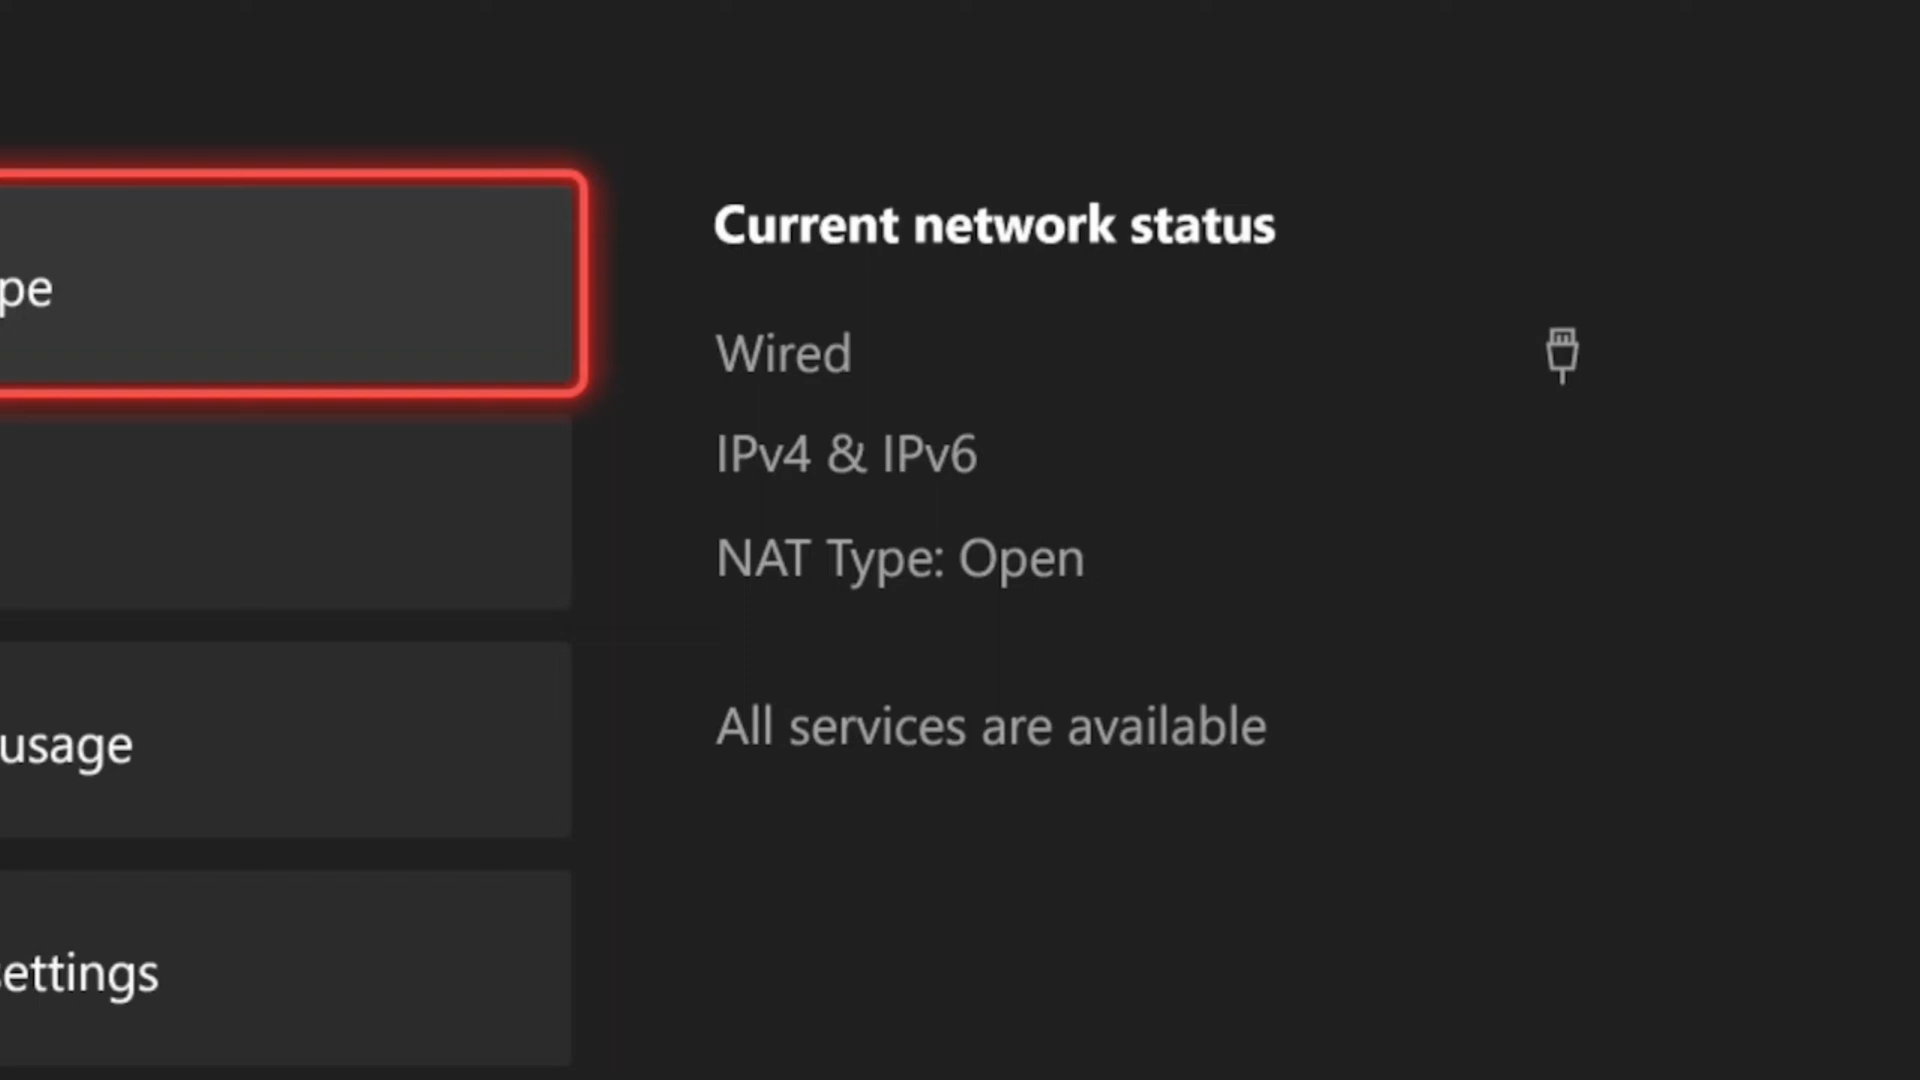 Current network status
pe
Wired
IPv4 & IPv6
NAT Type: Open
usage
All services are available
ettings